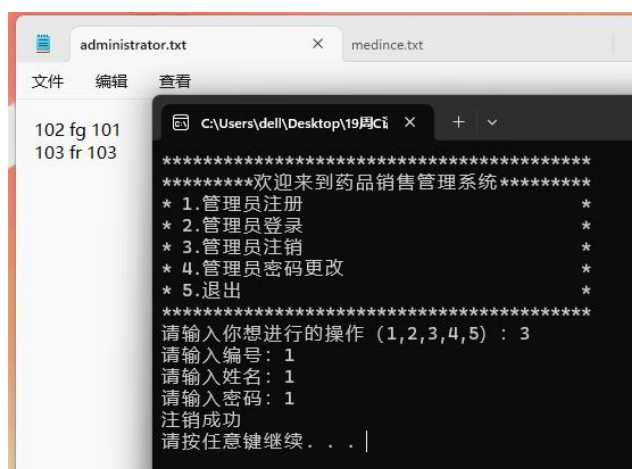 administrator.txt
medince.txt
文件 编辑 查看
102 fg 101
103 fr 103
C:\Users\dell\Desktop\19周C
******************************************
*********欢迎来到药品销售管理系统*********
* 1.管理员注册 *
* 2.管理员登录 *
* 3.管理员注销 *
* 4.管理员密码更改 *
* 5.退出 *
******************************************
请输入你想进行的操作（1,2,3,4,5）: 3
请输入编号: 1
请输入姓名: 1
请输入密码: 1
注销成功
请按任意键继续. . .